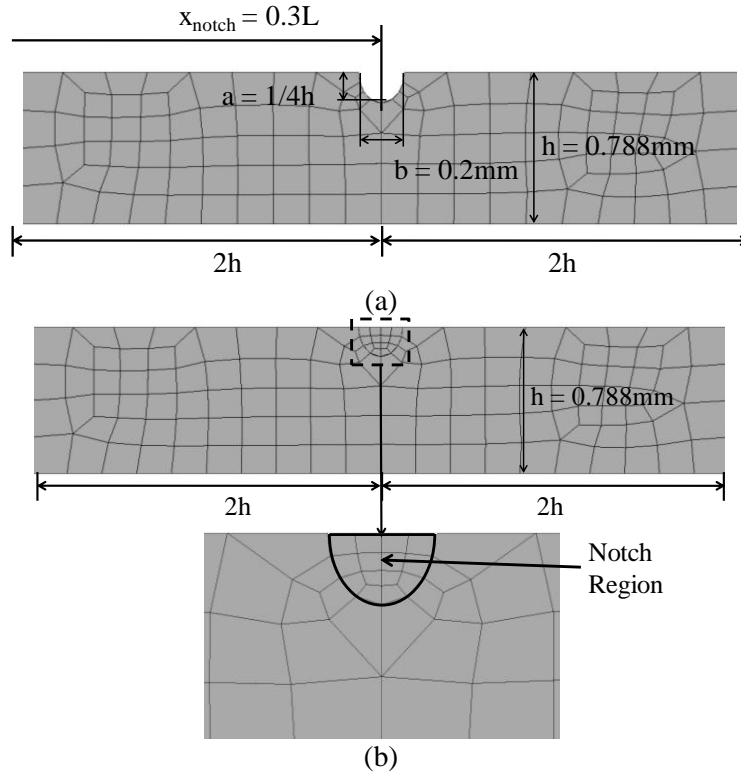 x_notch = 0.3L
a = 1/4h
h = 0.788mm
b = 0.2mm
2h
2h
(a)
h = 0.788mm
2h
2h
Notch
Region
(b)